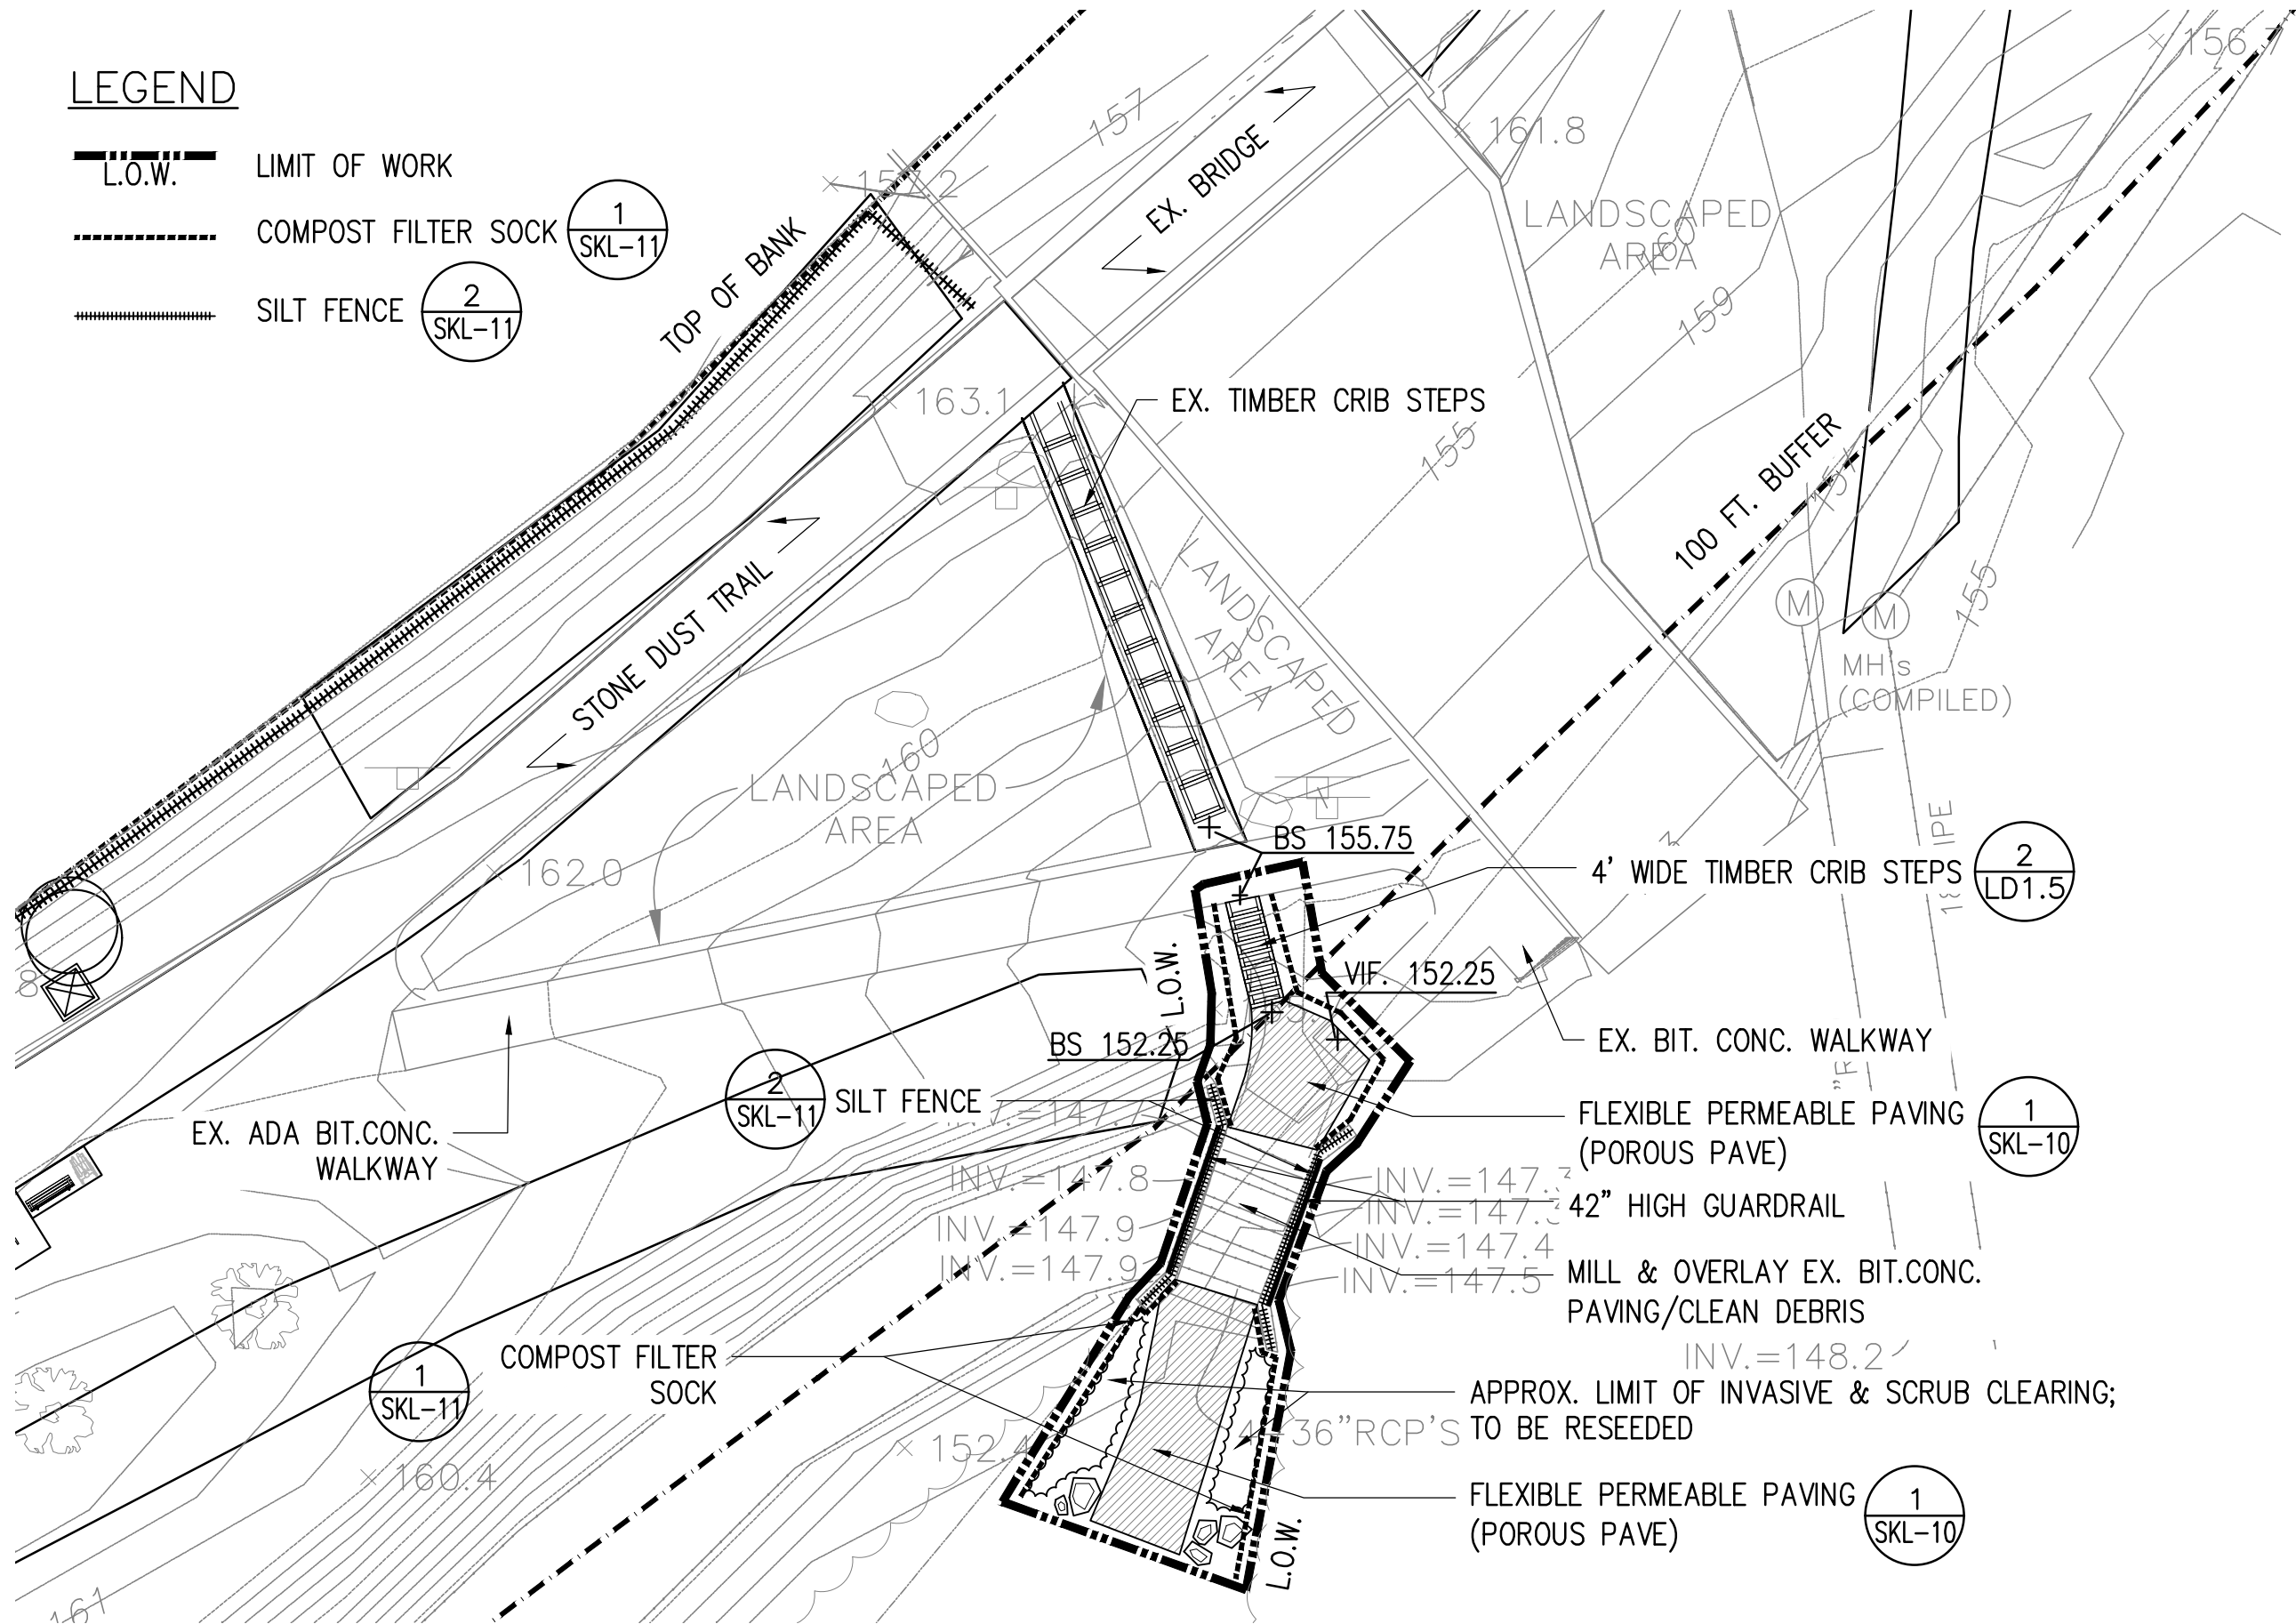 LEGEND
L.O.W.
LIMIT OF WORK
COMPOST FILTER SOCK
1
SKL-11
SILT FENCE
2
SKL-11
TOP OF BANK
× 157.2
157
EX. BRIDGE
× 161.8
× 156.7
LANDSCAPED
AREA
160
159
× 163.1
EX. TIMBER CRIB STEPS
155
100 FT. BUFFER
151
155
M
M
MH's
(COMPILED)
STONE DUST TRAIL
LANDSCAPED
AREA
160
LANDSCAPED
AREA
× 162.0
BS 155.75
4' WIDE TIMBER CRIB STEPS
2
LD1.5
L.O.W.
VIF. 152.25
BS 152.25
EX. BIT. CONC. WALKWAY
2
SKL-11
SILT FENCE
EX. ADA BIT.CONC.
WALKWAY
FLEXIBLE PERMEABLE PAVING
(POROUS PAVE)
1
SKL-10
INV.=147.8
INV.=147.9
INV.=147.9
INV.=147.4
INV.=147.5
42" HIGH GUARDRAIL
MILL & OVERLAY EX. BIT.CONC.
PAVING/CLEAN DEBRIS
INV.=148.2
1
SKL-11
COMPOST FILTER
SOCK
APPROX. LIMIT OF INVASIVE & SCRUB CLEARING;
TO BE RESEEDED
36"RCP'S
× 152.4
× 160.4
FLEXIBLE PERMEABLE PAVING
(POROUS PAVE)
1
SKL-10
L.O.W.
161